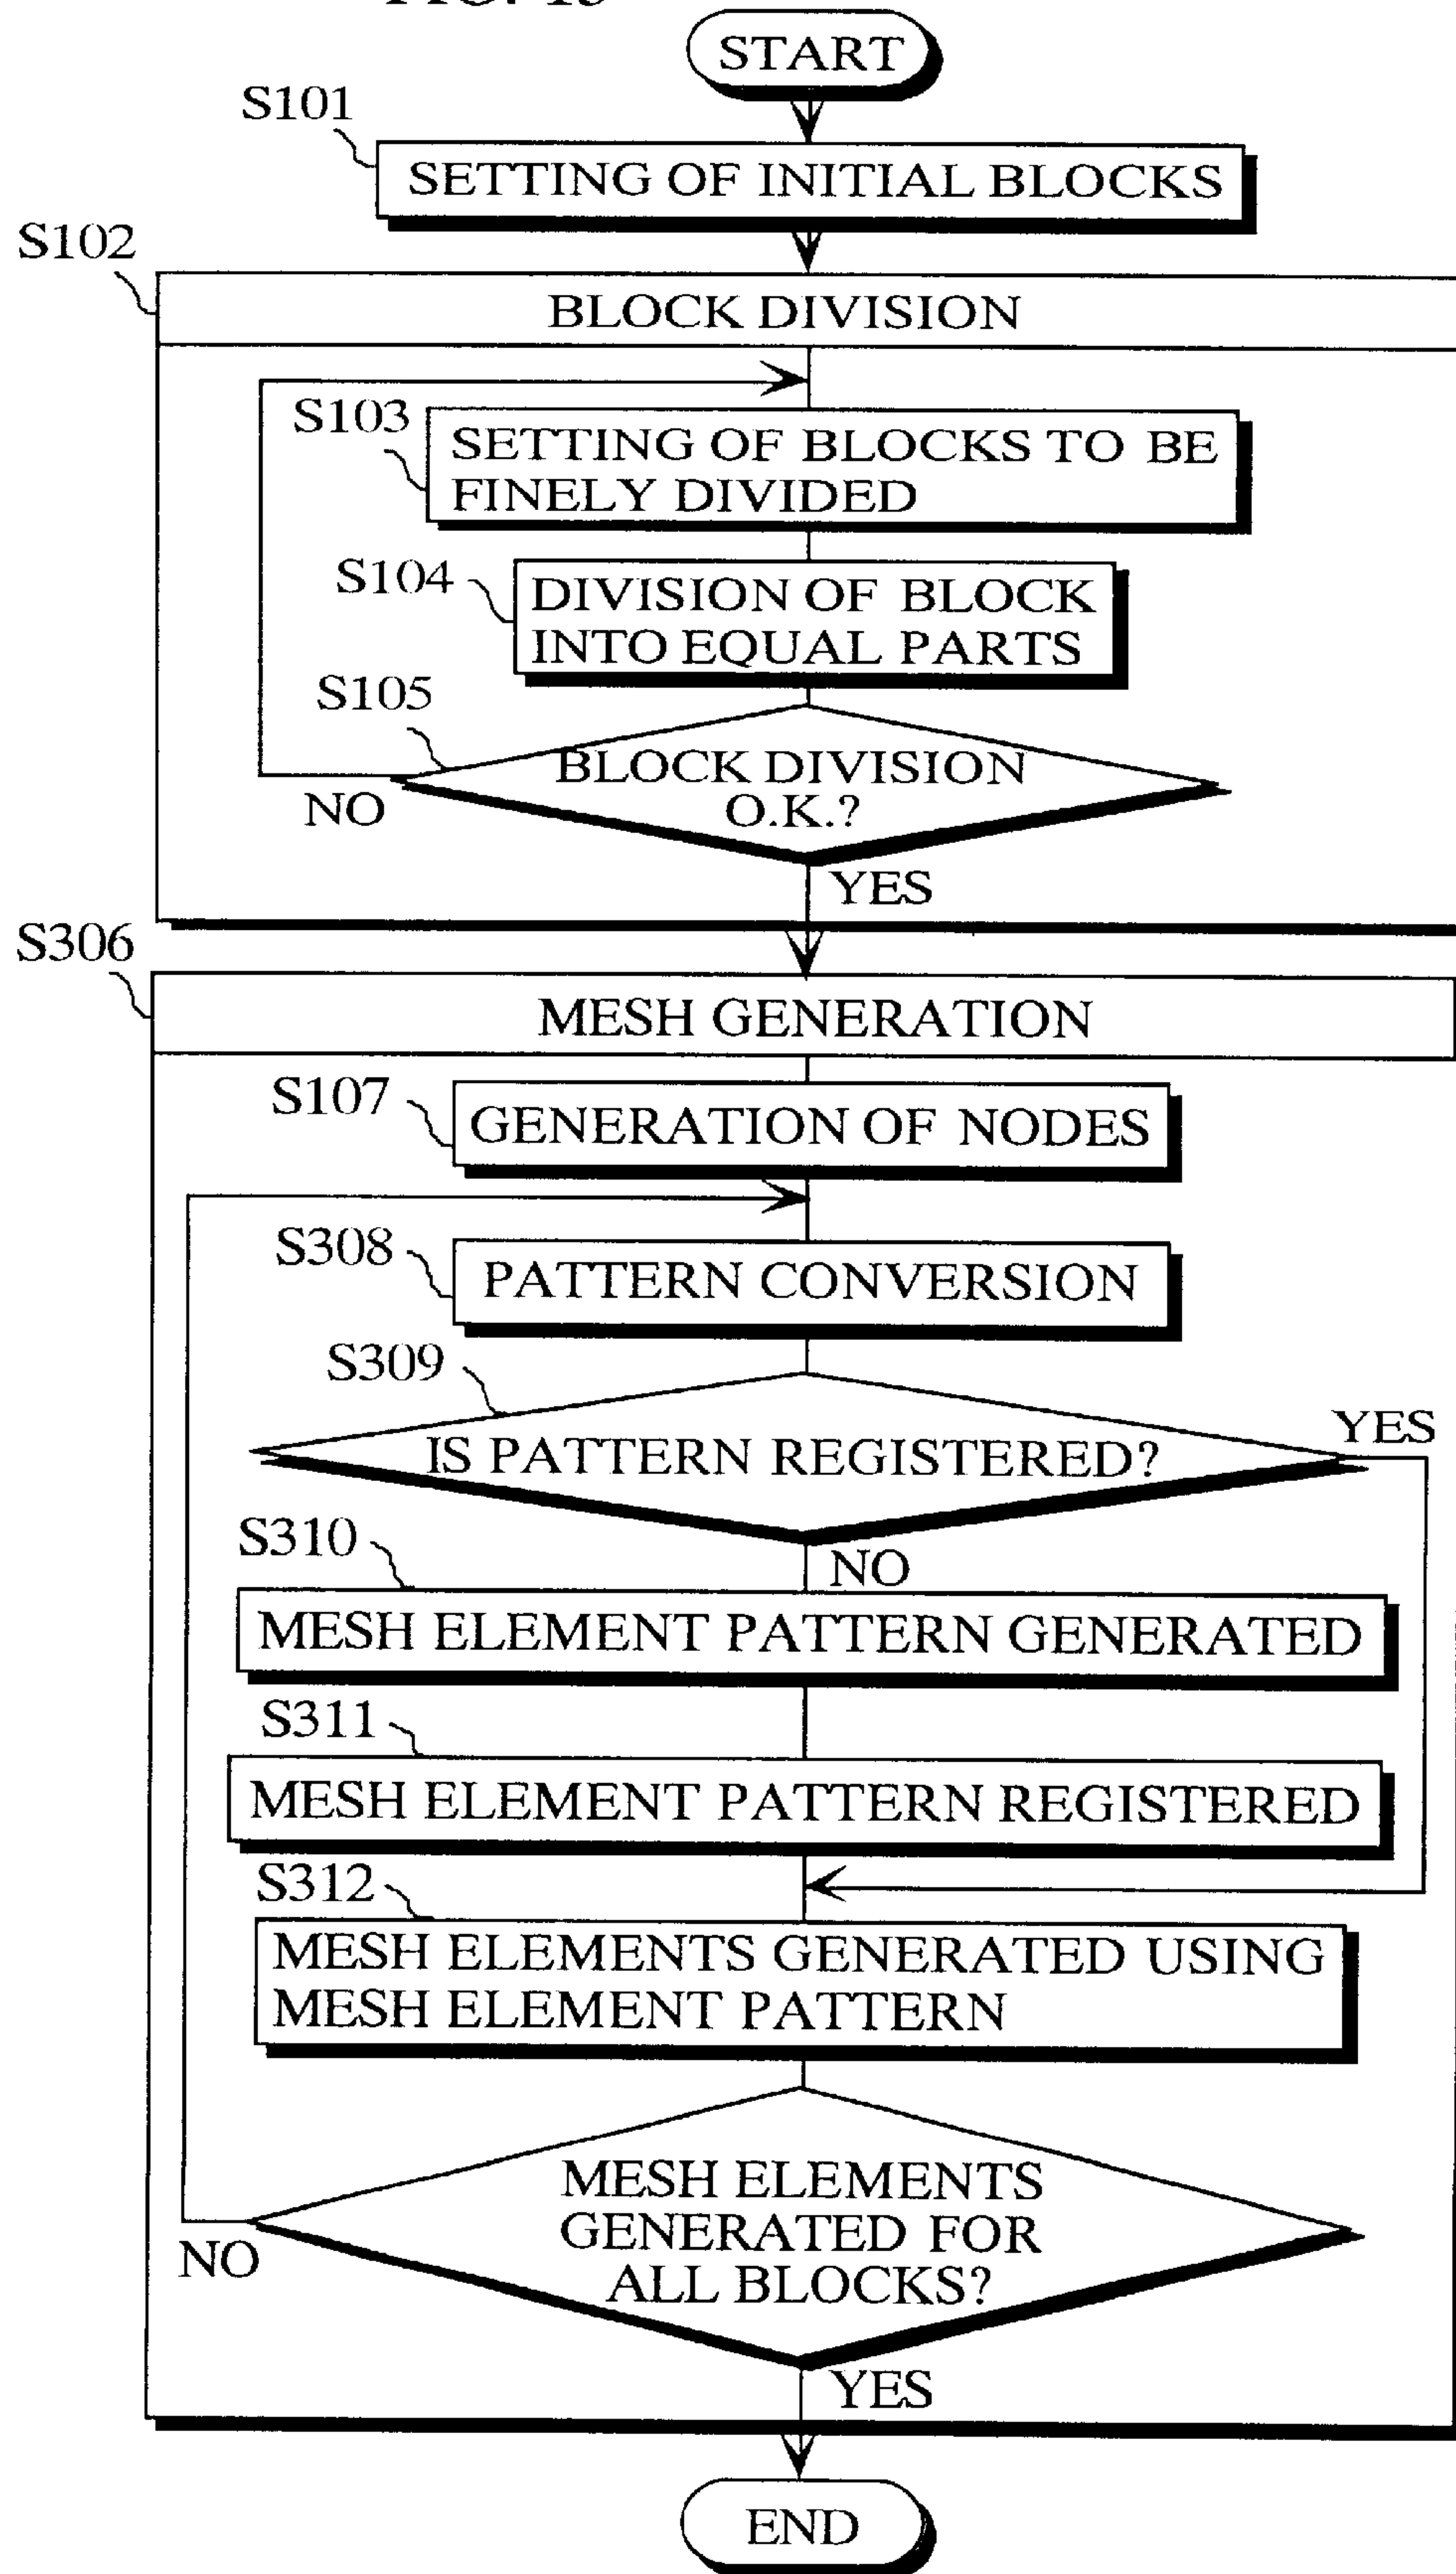 START
S101
SETTING OF INITIAL BLOCKS
S102
BLOCK DIVISION
S103
SETTING OF BLOCKS TO BE
FINELY DIVIDED
S104
DIVISION OF BLOCK
INTO EQUAL PARTS
S105
BLOCK DIVISION
O.K.?
NO
YES
S306
MESH GENERATION
S107
GENERATION OF NODES
S308
PATTERN CONVERSION
S309
IS PATTERN REGISTERED?
YES
NO
S310
MESH ELEMENT PATTERN GENERATED
S311
MESH ELEMENT PATTERN REGISTERED
S312
MESH ELEMENTS GENERATED USING
MESH ELEMENT PATTERN
MESH ELEMENTS
GENERATED FOR
ALL BLOCKS?
NO
YES
END